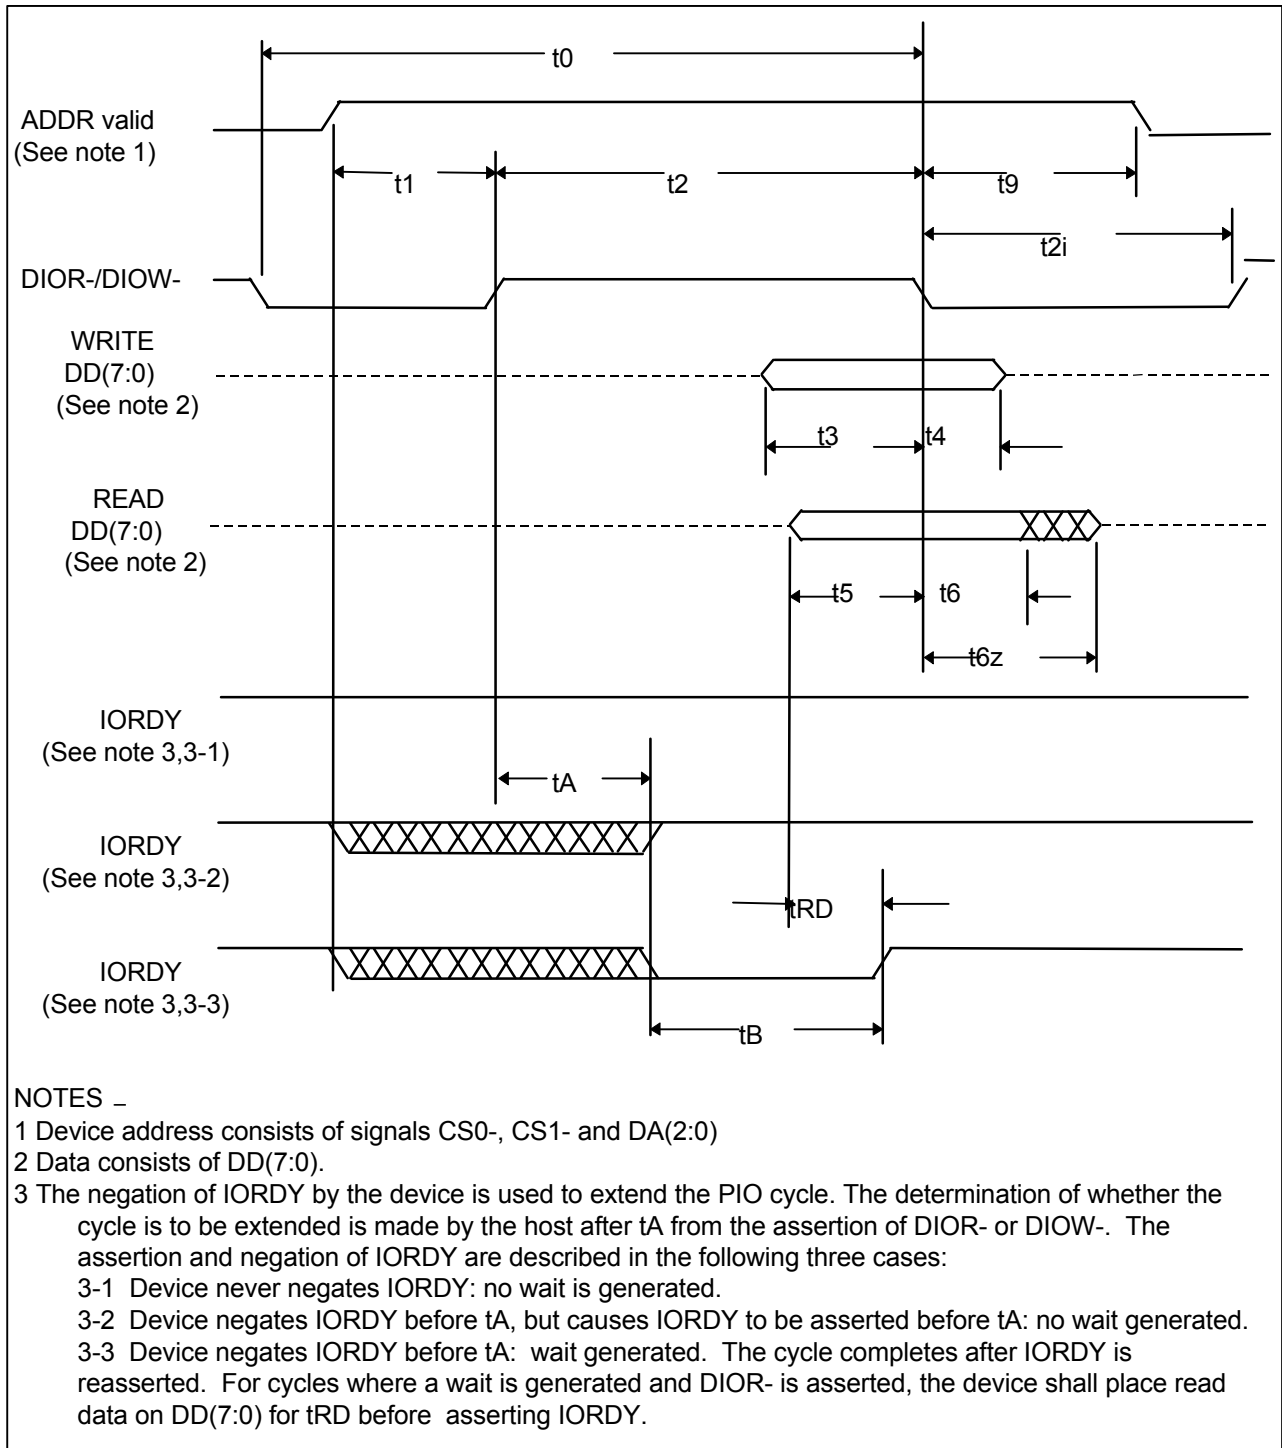 t0
ADDR valid
(See note 1)
t1
t2
t9
t2i
DIOR-/DIOW-
WRITE
DD(7:0)
(See note 2)
t3
t4
READ
DD(7:0)
(See note 2)
t5
t6
t6z
IORDY
(See note 3,3-1)
tA
IORDY
(See note 3,3-2)
tRD
IORDY
(See note 3,3-3)
tB
NOTES –
1 Device address consists of signals CS0-, CS1- and DA(2:0)
2 Data consists of DD(7:0).
3 The negation of IORDY by the device is used to extend the PIO cycle. The determination of whether the
cycle is to be extended is made by the host after tA from the assertion of DIOR- or DIOW-. The
assertion and negation of IORDY are described in the following three cases:
3-1 Device never negates IORDY: no wait is generated.
3-2 Device negates IORDY before tA, but causes IORDY to be asserted before tA: no wait generated.
3-3 Device negates IORDY before tA: wait generated. The cycle completes after IORDY is
reasserted. For cycles where a wait is generated and DIOR- is asserted, the device shall place read
data on DD(7:0) for tRD before asserting IORDY.